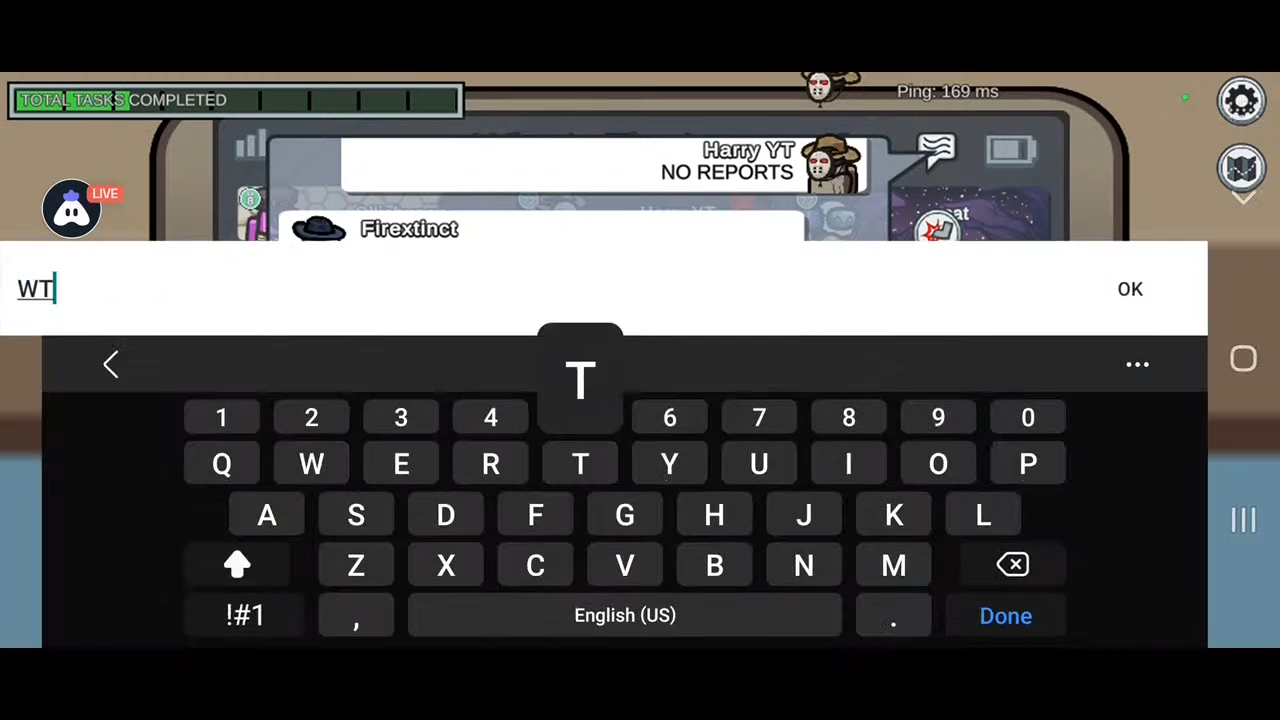 TOTAL TASKS COMPLETED
Ping: 169 ms
LIVE
Harry YT
NO REPORTS
Firextinct
WT
OK
T
1 2 3 4 6 7 8 9 0
Q W E R T Y U I O P
A S D F G H J K L
Z X C V B N M
!#1 , English (US) . Done